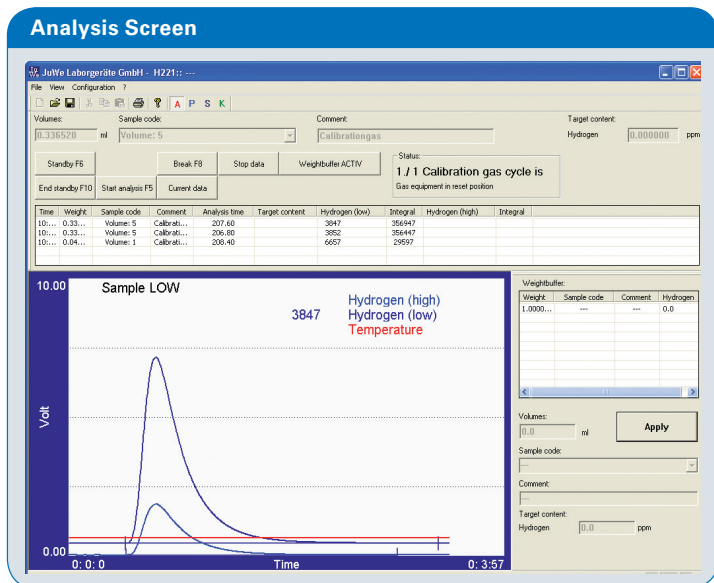 Analysis Screen
JuWe Laborgeräte GmbH - H221:: ---
File View Configuration ?
A P S K
Volumes: Sample code: Comment: Target content:
0.336520 ml Volume: 5 Calibrationgas Hydrogen 0.000000 ppm
Standby F6 Break F8 Stop data Weightbuffer ACTIV
Status:
1 / 1 Calibration gas cycle is
Gas equipment in reset position
End standby F10 Start analysis F5 Current data
Time Weight Sample code Comment Analysis time Target content Hydrogen (low) Integral Hydrogen (high) Integral
10:... 0.33... Volume: 5 Calibrati... 207.60 3847 356947
10:... 0.33... Volume: 5 Calibrati... 206.80 3852 356447
10:... 0.04... Volume: 1 Calibrati... 208.40 6657 29597
10.00 Sample LOW
Hydrogen (high)
3847 Hydrogen (low)
Temperature
Volt
0.00
0: 0: 0 Time 0: 3:57
Weightbuffer:
Weight Sample code Comment Hydrogen
1.0000... --- --- 0.0
Volumes:
0.0 ml Apply
Sample code:
---
Comment:
---
Target content:
Hydrogen 0.0 ppm